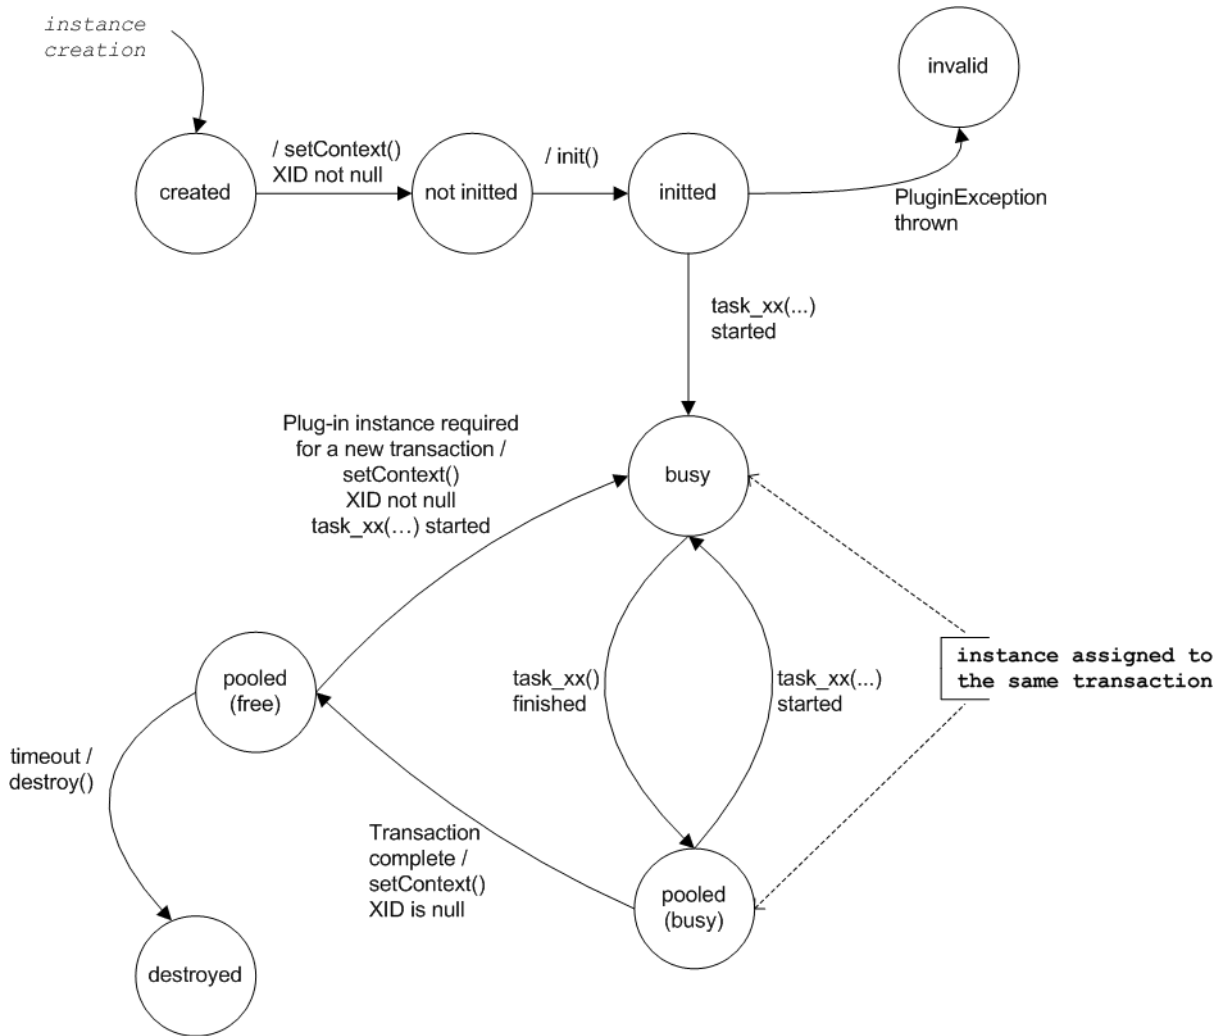 instance
creation
invalid
/ setContext()
XID not null
/ init()
created
not initted
initted
PluginException
thrown
task_xx(...)
started
Plug-in instance required
for a new transaction /
setContext()
XID not null
task_xx(…) started
busy
instance assigned to
the same transaction
pooled
(free)
task_xx()
finished
task_xx(...)
started
timeout /
destroy()
Transaction
complete /
setContext()
XID is null
pooled
(busy)
destroyed